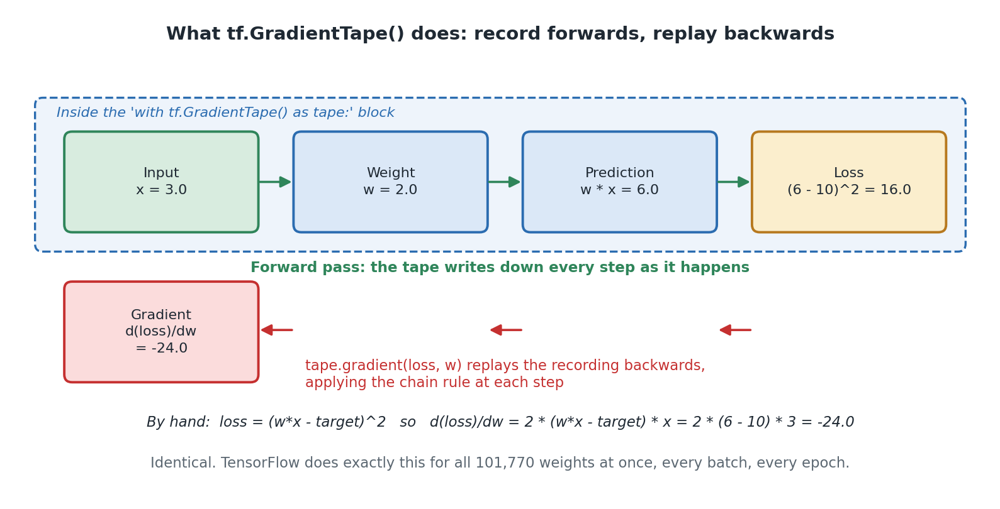 What tf.GradientTape() does: record forwards, replay backwards
Inside the 'with tf.GradientTape() as tape:' block
Input
x = 3.0
Weight
w = 2.0
Prediction
w * x = 6.0
Loss
(6 - 10)^2 = 16.0
Forward pass: the tape writes down every step as it happens
Gradient
d(loss)/dw
= -24.0
tape.gradient(loss, w) replays the recording backwards,
applying the chain rule at each step
By hand:  loss = (w*x - target)^2   so   d(loss)/dw = 2 * (w*x - target) * x = 2 * (6 - 10) * 3 = -24.0
Identical. TensorFlow does exactly this for all 101,770 weights at once, every batch, every epoch.